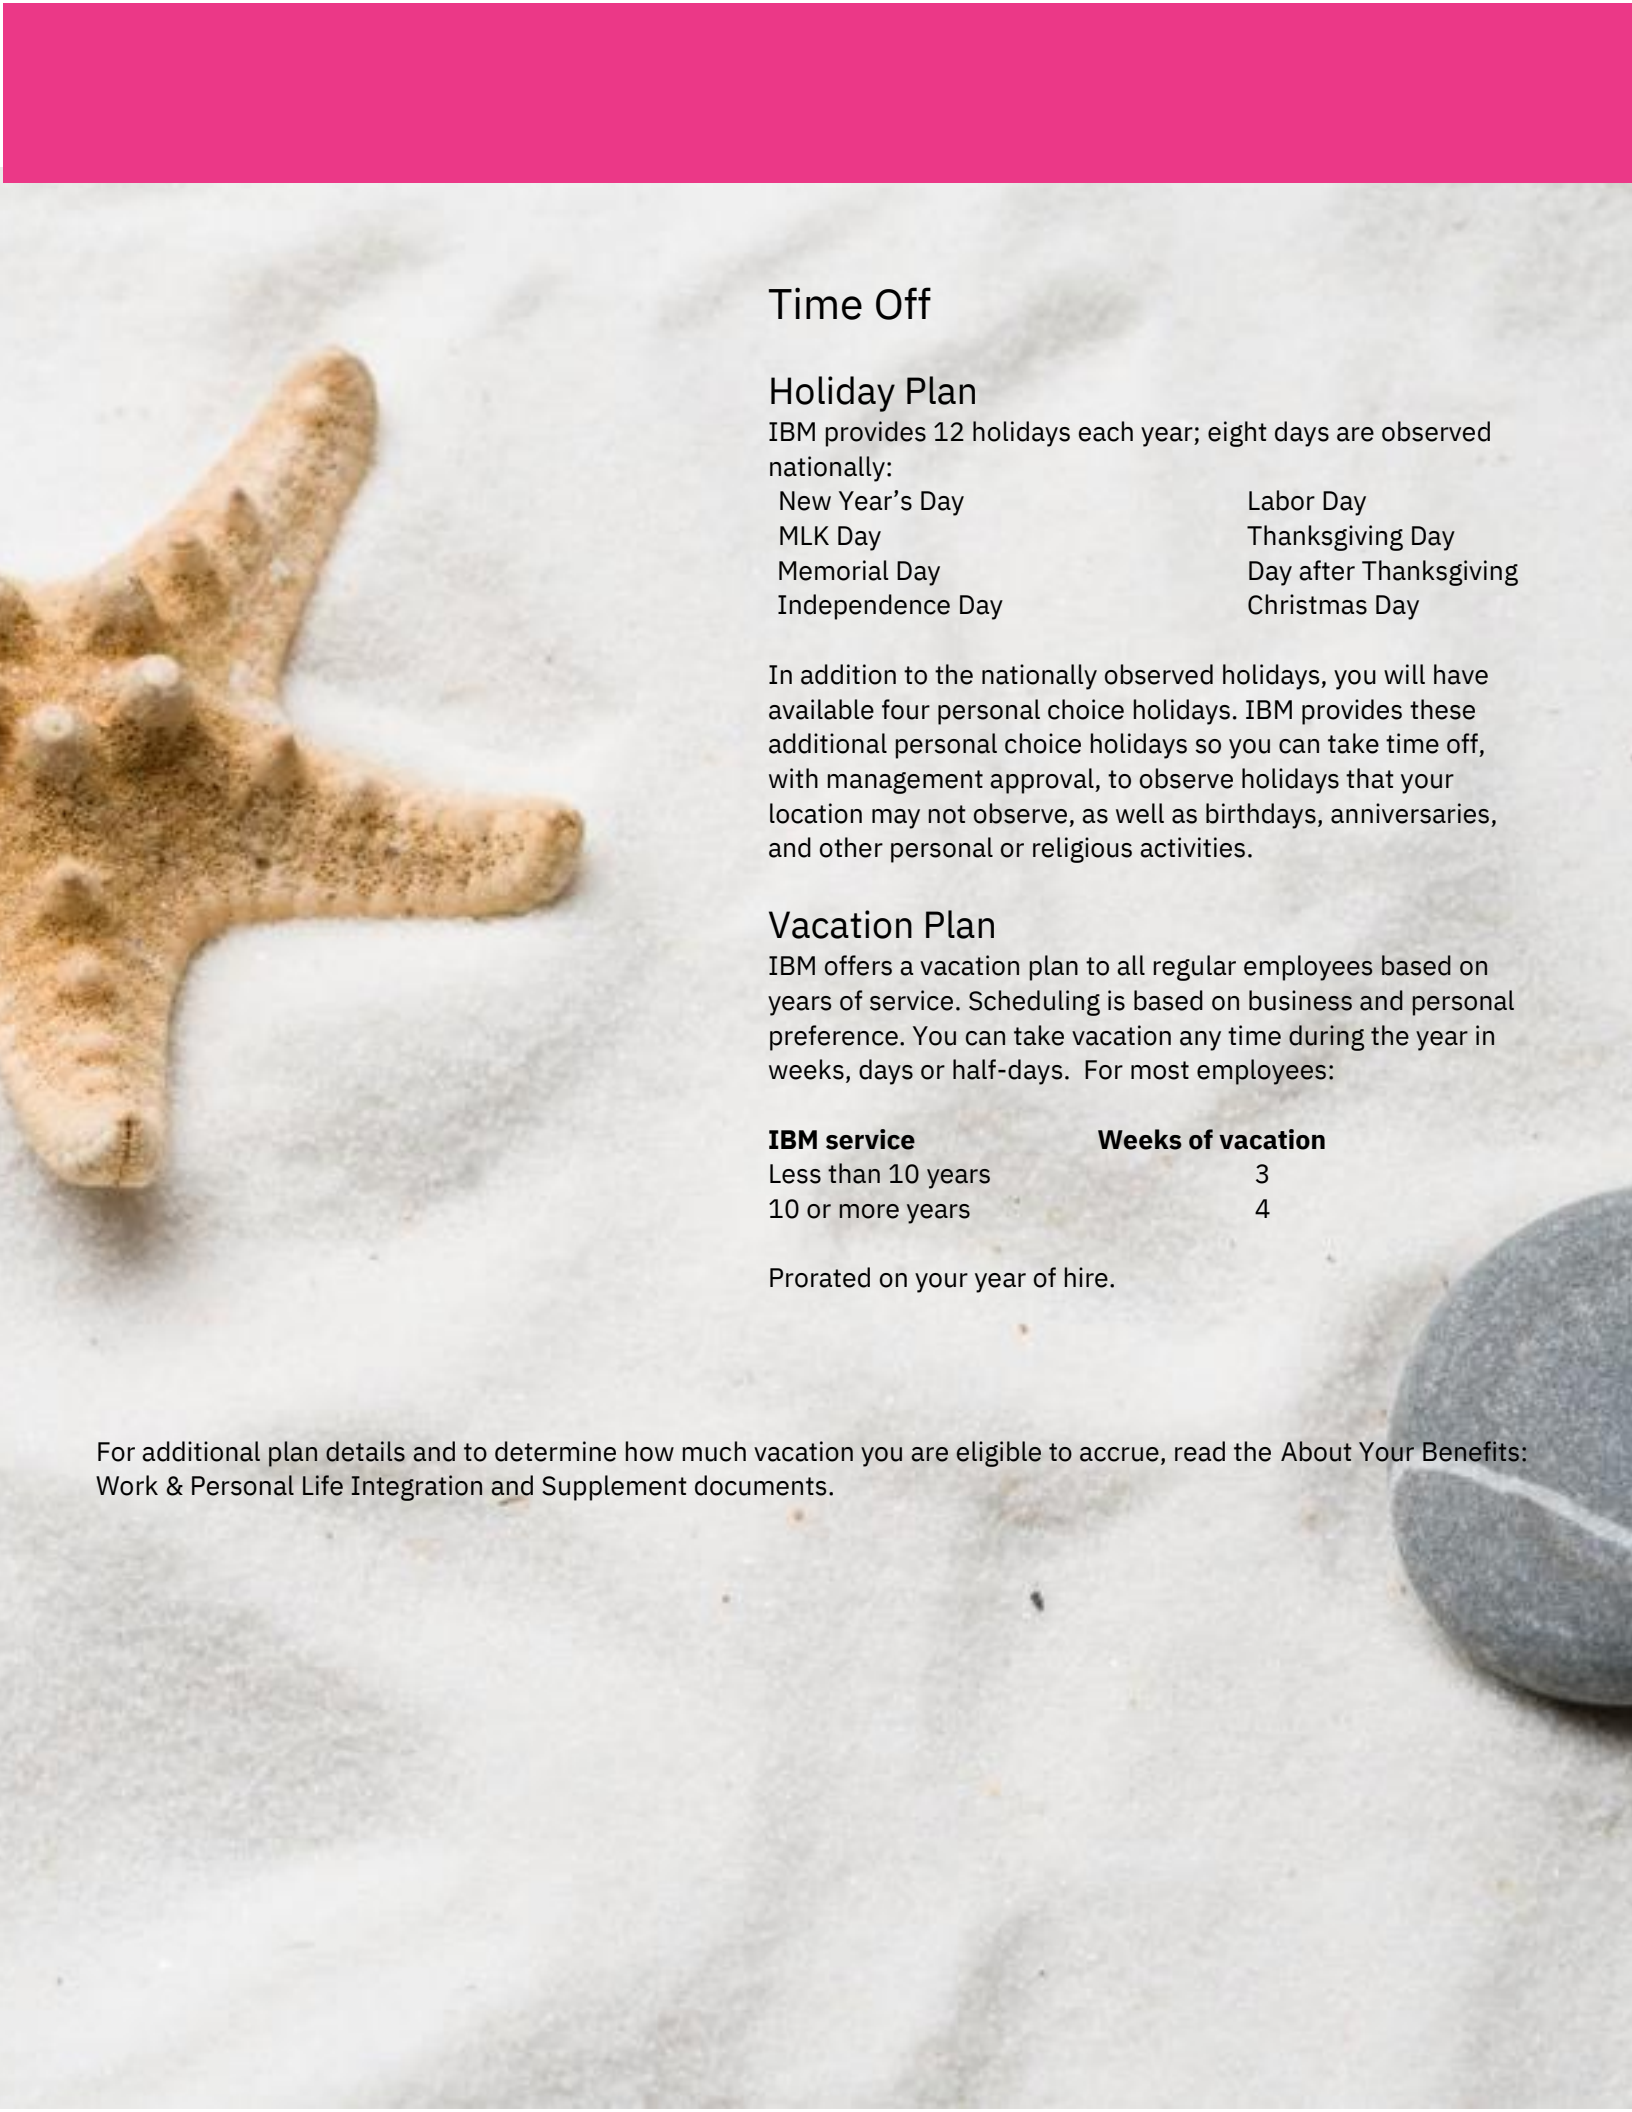 Time Off
Holiday Plan
IBM provides 12 holidays each year; eight days are observed
nationally:
New Year’s Day
MLK Day
Memorial Day
Independence Day
Labor Day
Thanksgiving Day
Day after Thanksgiving
Christmas Day
In addition to the nationally observed holidays, you will have
available four personal choice holidays. IBM provides these
additional personal choice holidays so you can take time off,
with management approval, to observe holidays that your
location may not observe, as well as birthdays, anniversaries,
and other personal or religious activities.
Vacation Plan
IBM offers a vacation plan to all regular employees based on
years of service. Scheduling is based on business and personal
preference. You can take vacation any time during the year in
weeks, days or half-days.  For most employees:
IBM service Weeks of vacation
Less than 10 years 3
10 or more years 4
Prorated on your year of hire.
For additional plan details and to determine how much vacation you are eligible to accrue, read the About Your Benefits:
Work & Personal Life Integration and Supplement documents.